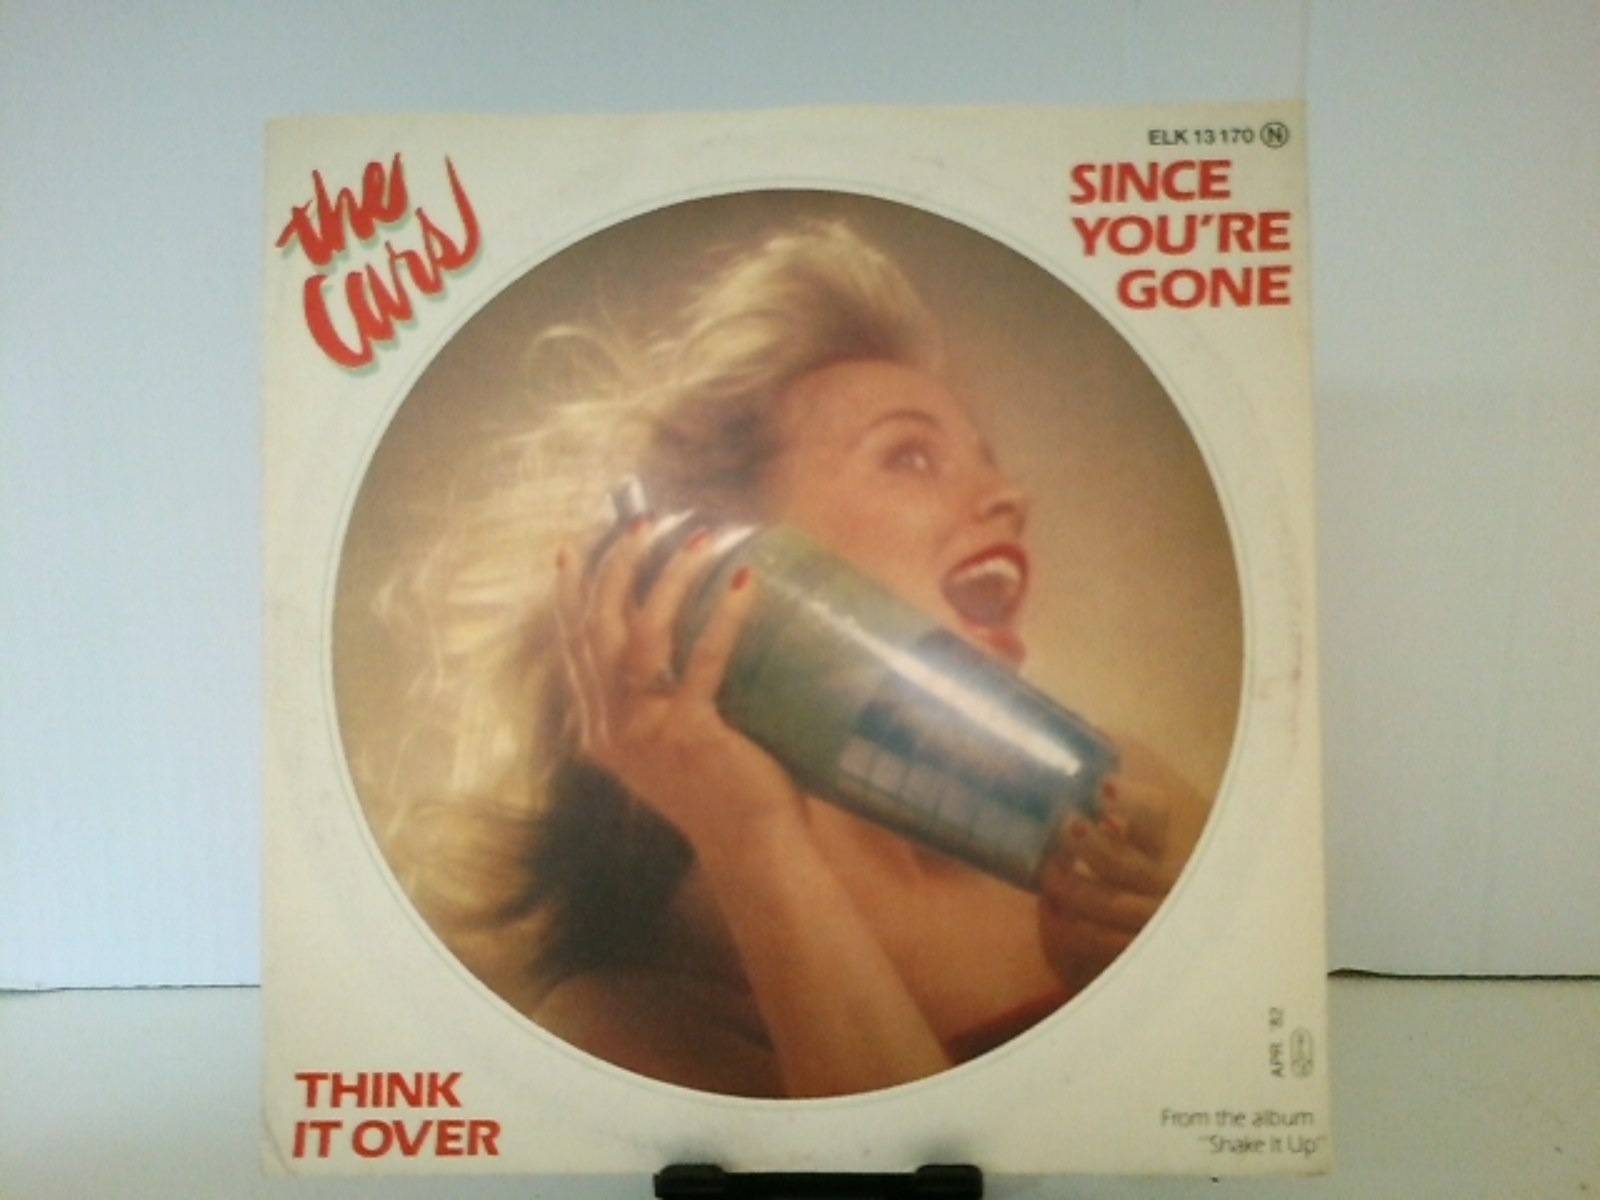 the
Cars
ELK 13 170 N
SINCE
YOU'RE
GONE
THINK
IT OVER
APR. '82
From the album
"Shake It Up"